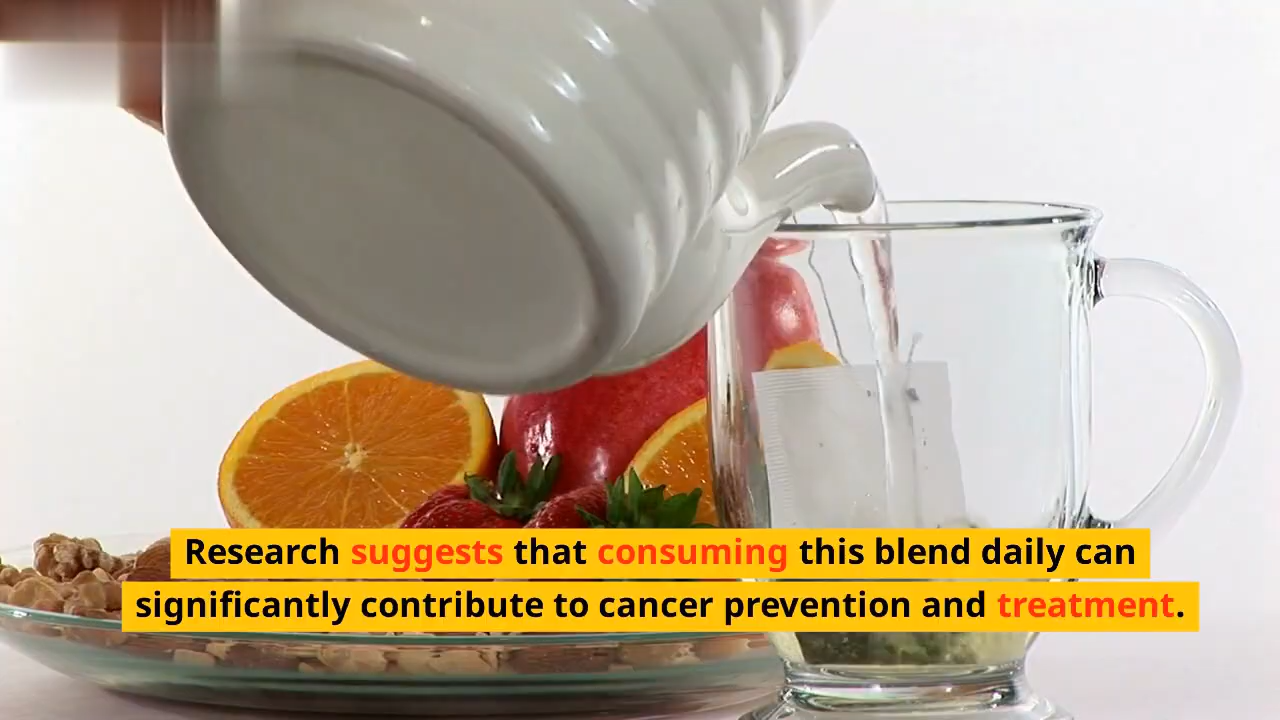 Research suggests that consuming this blend daily can
significantly contribute to cancer prevention and treatment.